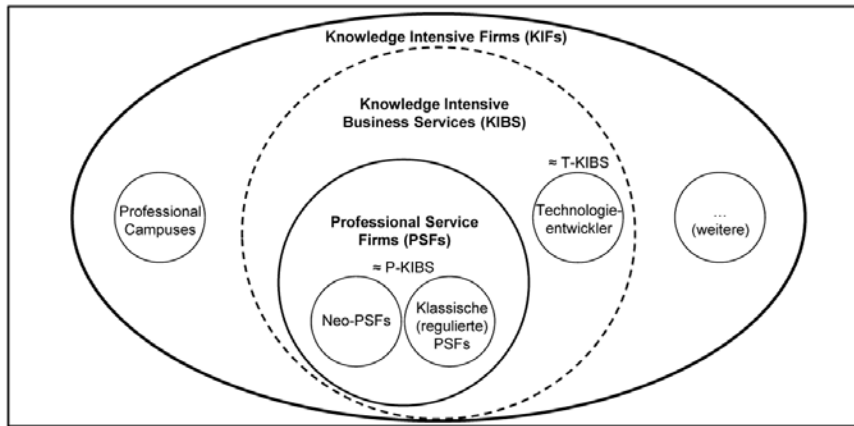 Knowledge Intensive Firms (KIFs)
Knowledge Intensive
Business Services (KIBS)
≈ T-KIBS
Professional
Campuses
Technologie-
entwickler
...
(weitere)
Professional Service
Firms (PSFs)
≈ P-KIBS
Neo-PSFs
Klassische
(regulierte)
PSFs